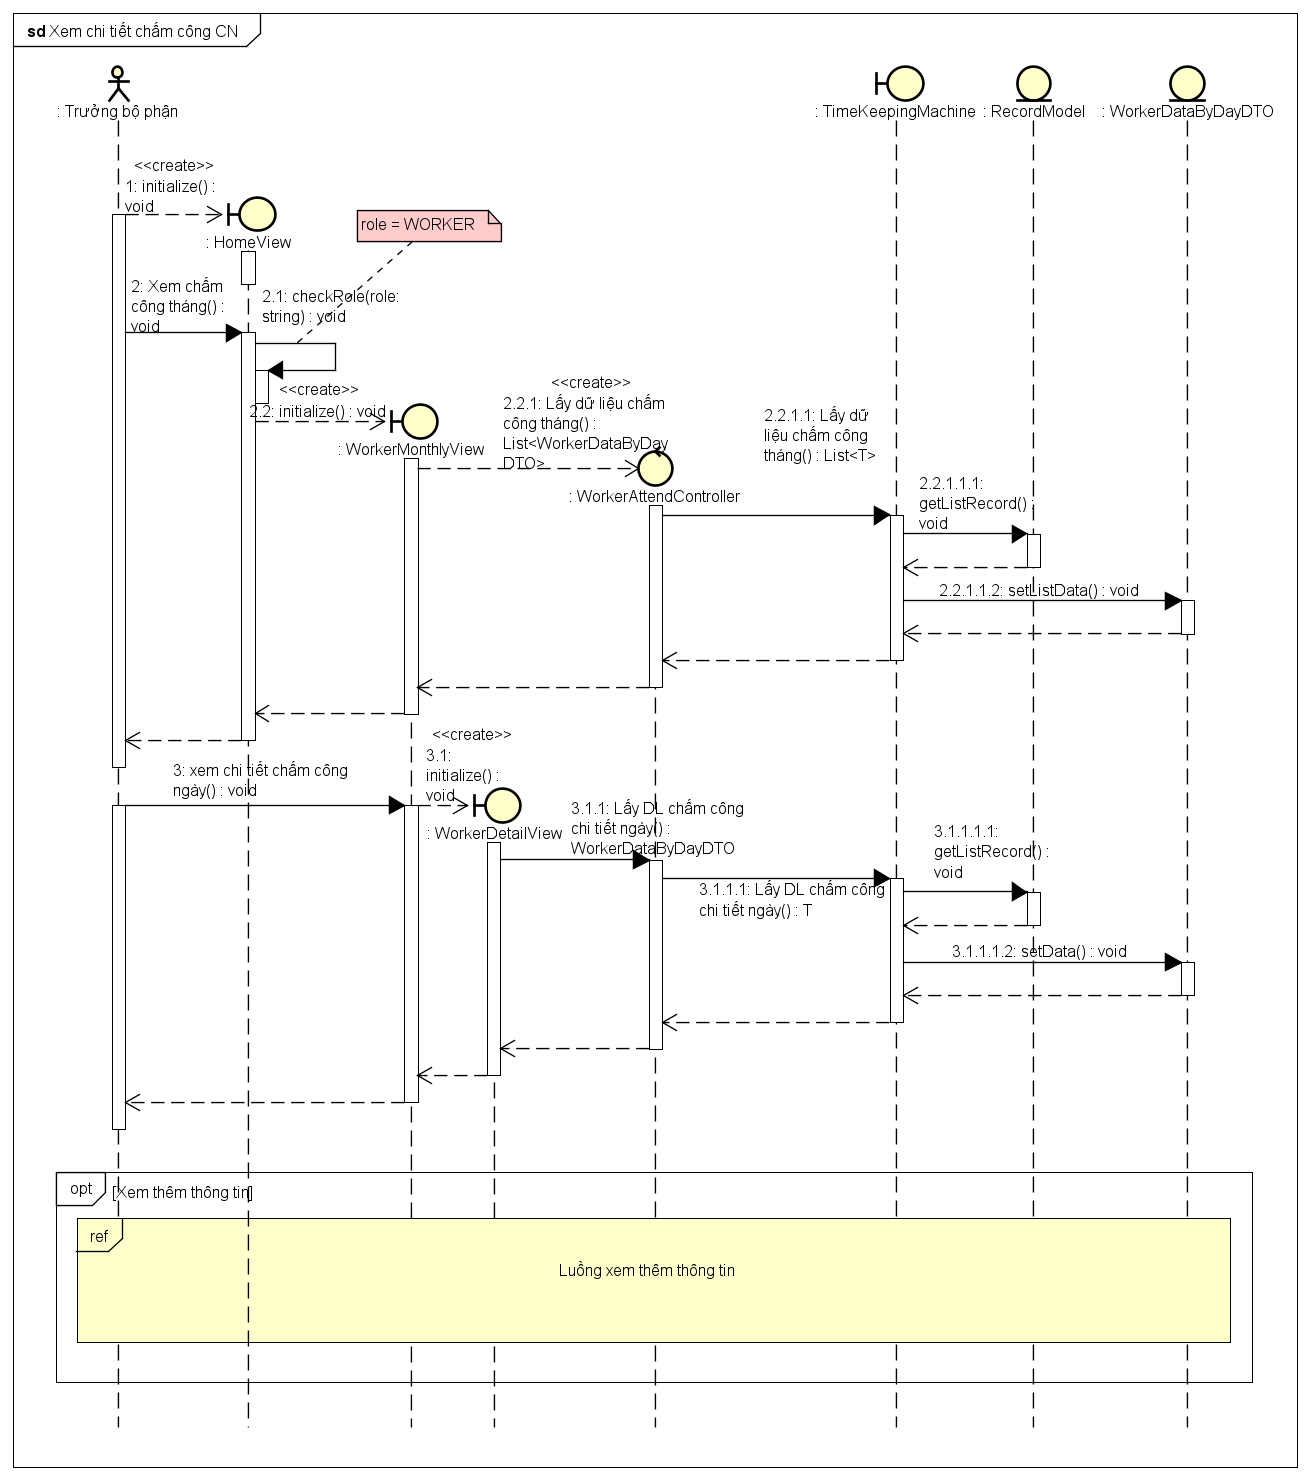 sd Xem chi tiết chấm công CN
: Trưởng bộ phận
: TimeKeepingMachine
: RecordModel
: WorkerDataByDayDTO
<<create>>
1: initialize() :
void
: HomeView
role = WORKER
2: Xem chấm
công tháng() :
void
2.1: checkRole(role:
string) : void
<<create>>
2.2: initialize() : void
: WorkerMonthlyView
<<create>>
2.2.1: Lấy dữ liệu chấm
công tháng() :
List<WorkerDataByDay
DTO>
: WorkerAttendController
2.2.1.1: Lấy dữ
liệu chấm công
tháng() : List<T>
2.2.1.1.1:
getListRecord() :
void
2.2.1.1.2: setListData() : void
<<create>>
3.1:
initialize() :
void
3: xem chi tiết chấm công
ngày() : void
: WorkerDetailView
3.1.1: Lấy DL chấm công
chi tiết ngày() :
WorkerDataByDayDTO
3.1.1.1: Lấy DL chấm công
chi tiết ngày() : T
3.1.1.1.1:
getListRecord() :
void
3.1.1.1.2: setData() : void
opt
[Xem thêm thông tin]
ref
Luồng xem thêm thông tin